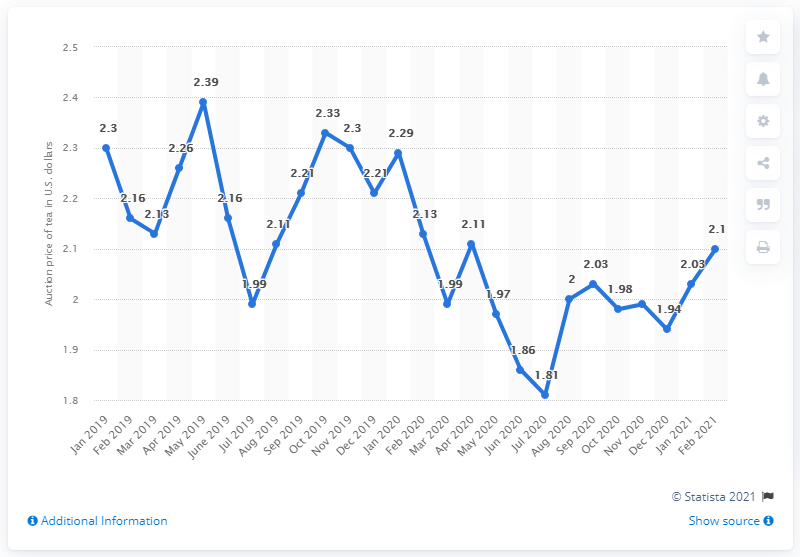 2.5
2.4
2.3
2.2
2.1
2
1.9
1.8
Auction price of tea in U.S. dollars
2.3
2.16
2.13
2.26
2.39
2.16
1.99
2.11
2.21
2.33
2.3
2.21
2.29
2.13
1.99
2.11
1.97
1.86
1.81
2
2.03
1.98
1.94
2.03
2.1
Jan 2019
Feb 2019
Mar 2019
Apr 2019
May 2019
June 2019
Jul 2019
Aug 2019
Sep 2019
Oct 2019
Nov 2019
Dec 2019
Jan 2020
Feb 2020
Mar 2020
Apr 2020
May 2020
Jun 2020
Jul 2020
Aug 2020
Sep 2020
Oct 2020
Nov 2020
Dec 2020
Jan 2021
Feb 2021
© Statista 2021
Additional Information
Show source